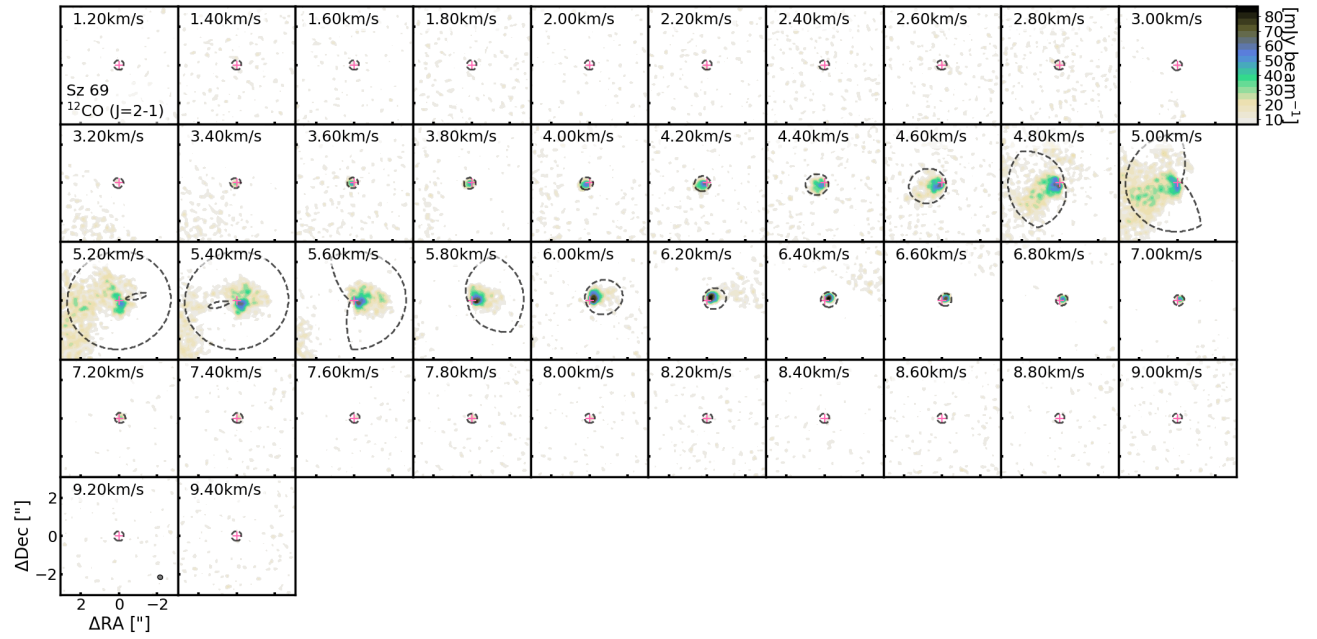 1.20km/s 1.40km/s 1.60km/s 1.80km/s 2.00km/s 2.20km/s 2.40km/s 2.60km/s 2.80km/s 3.00km/s
Sz 69
¹²CO (J=2-1)
80
70
60
50
40
30
20
10
[mJy beam⁻¹]
3.20km/s 3.40km/s 3.60km/s 3.80km/s 4.00km/s 4.20km/s 4.40km/s 4.60km/s 4.80km/s 5.00km/s
5.20km/s 5.40km/s 5.60km/s 5.80km/s 6.00km/s 6.20km/s 6.40km/s 6.60km/s 6.80km/s 7.00km/s
7.20km/s 7.40km/s 7.60km/s 7.80km/s 8.00km/s 8.20km/s 8.40km/s 8.60km/s 8.80km/s 9.00km/s
9.20km/s 9.40km/s
2
0
−2
ΔDec ["]
2 0 −2
ΔRA ["]